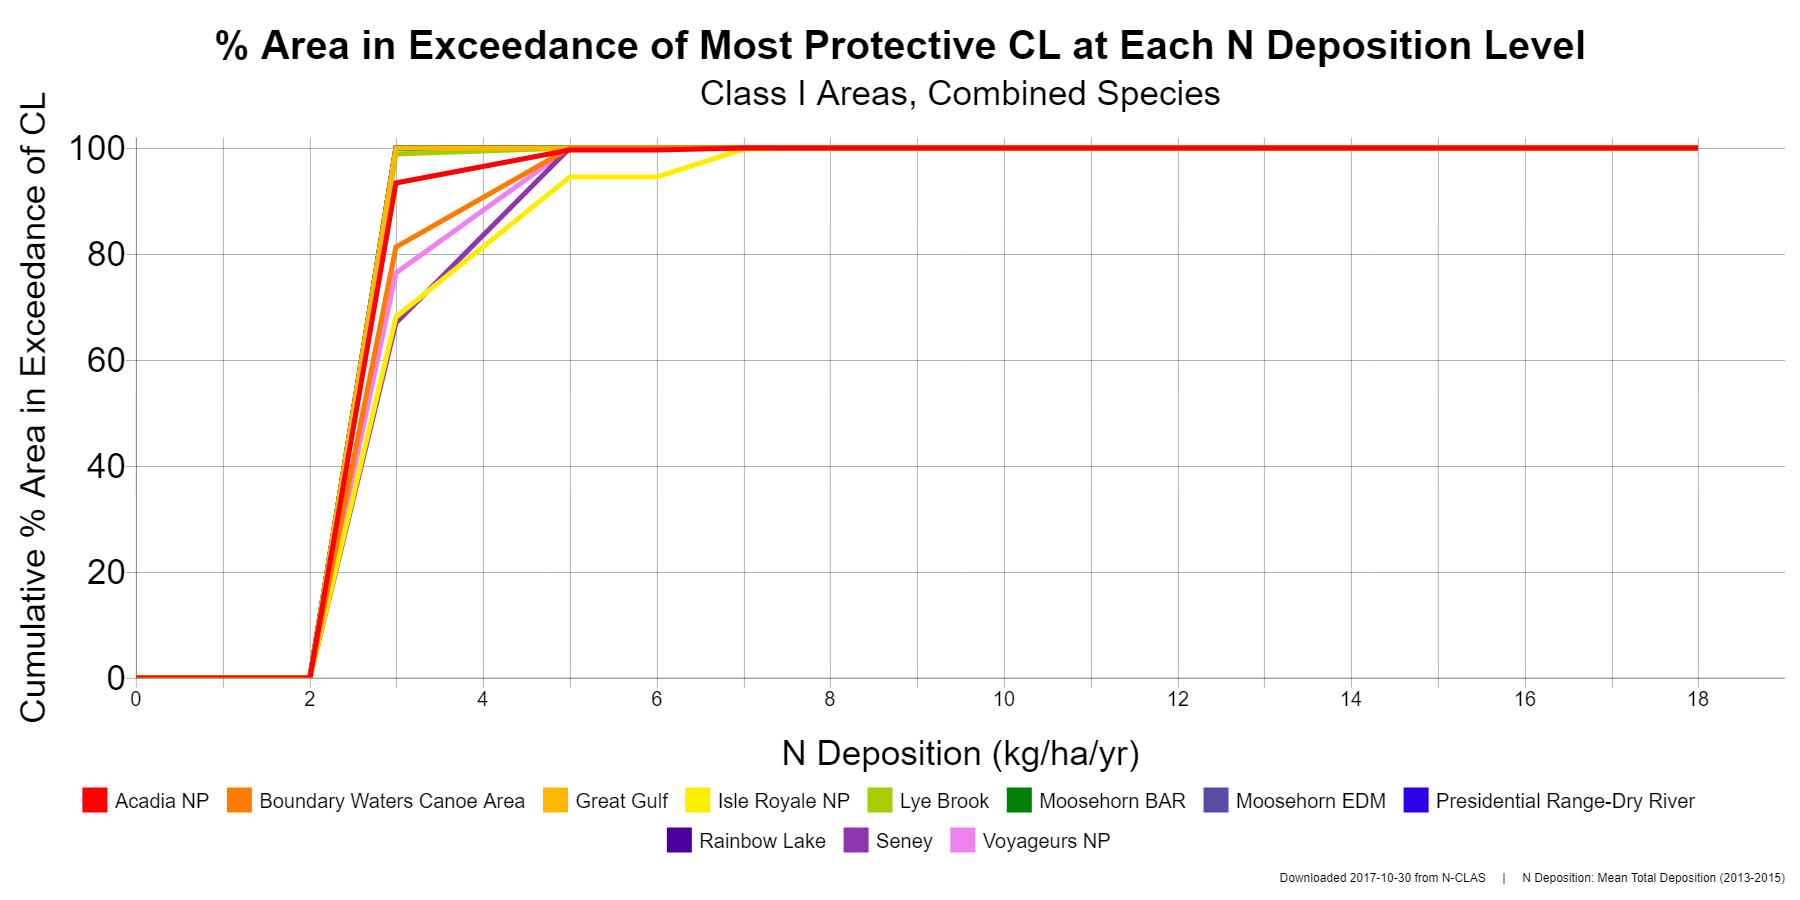 % Area in Exceedance of Most Protective CL at Each N Deposition Level
Class I Areas, Combined Species
Cumulative % Area in Exceedance of CL
100
80
60
40
20
0
0 2 4 6 8 10 12 14 16 18
N Deposition (kg/ha/yr)
Acadia NP Boundary Waters Canoe Area Great Gulf Isle Royale NP Lye Brook Moosehorn BAR Moosehorn EDM Presidential Range-Dry River
Rainbow Lake Seney Voyageurs NP
Downloaded 2017-10-30 from N-CLAS | N Deposition: Mean Total Deposition (2013-2015)